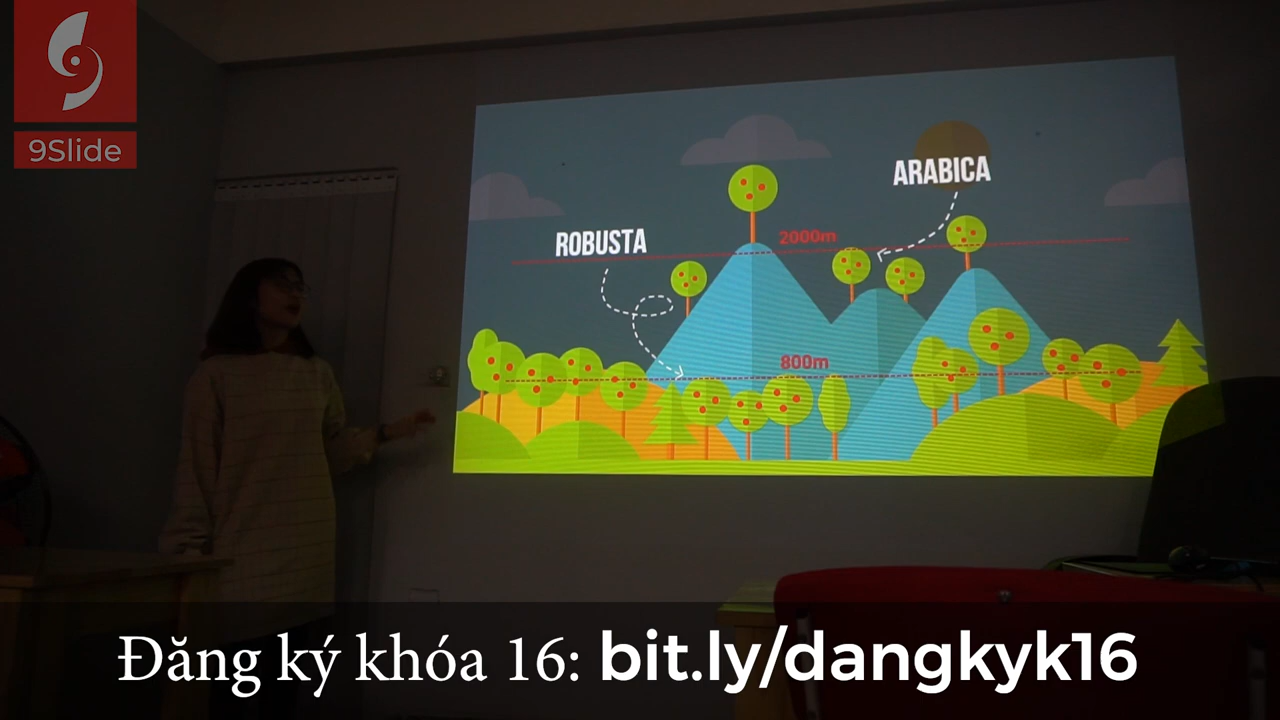 9Slide
ARABICA
ROBUSTA
2000m
800m
Đăng ký khóa 16: bit.ly/dangkyk16